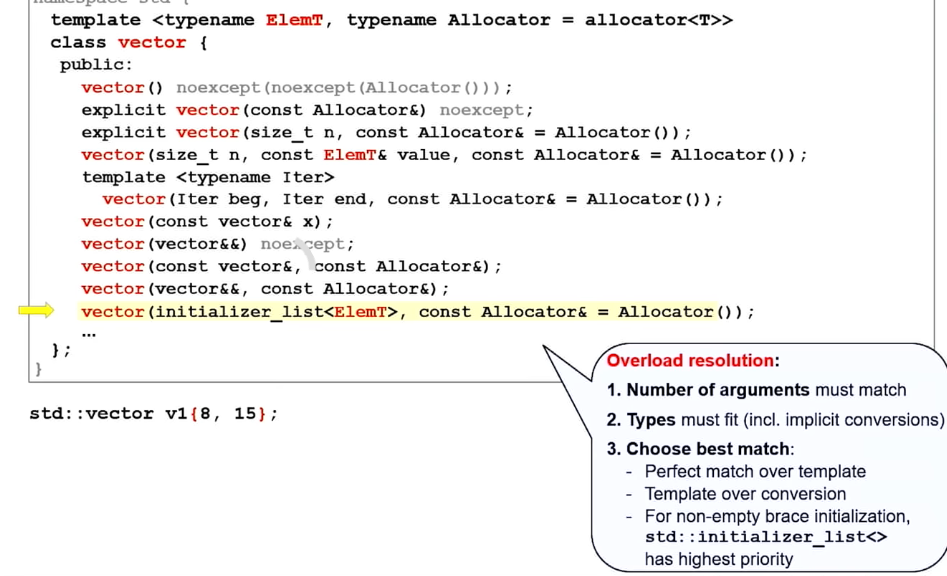 namespace std {
template <typename ElemT, typename Allocator = allocator<T>>
class vector {
public:
vector() noexcept(noexcept(Allocator()));
explicit vector(const Allocator&) noexcept;
explicit vector(size_t n, const Allocator& = Allocator());
vector(size_t n, const ElemT& value, const Allocator& = Allocator());
template <typename Iter>
vector(Iter beg, Iter end, const Allocator& = Allocator());
vector(const vector& x);
vector(vector&&) noexcept;
vector(const vector&, const Allocator&);
vector(vector&&, const Allocator&);
vector(initializer_list<ElemT>, const Allocator& = Allocator());
...
};
}
std::vector v1{8, 15};
Overload resolution:
1. Number of arguments must match
2. Types must fit (incl. implicit conversions)
3. Choose best match:
- Perfect match over template
- Template over conversion
- For non-empty brace initialization,
std::initializer_list<>
has highest priority